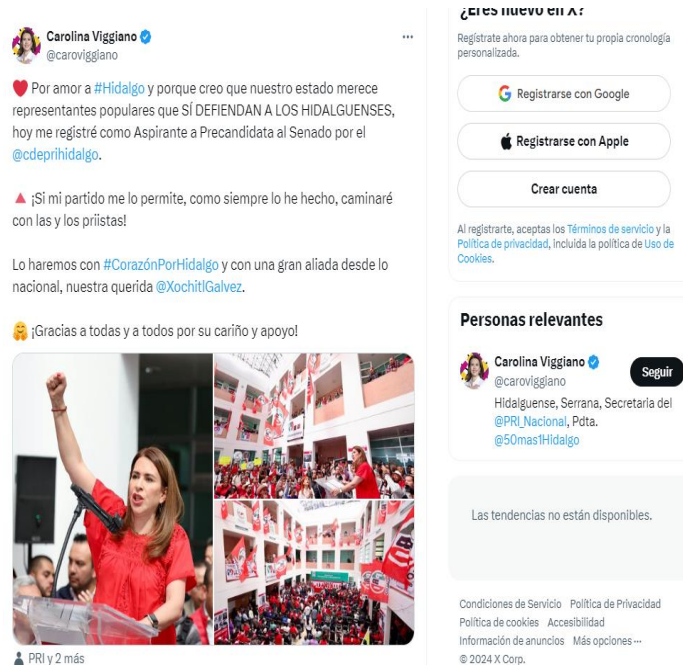 Carolina Viggiano
@caroviggiano
Por amor a #Hidalgo y porque creo que nuestro estado merece
representantes populares que SÍ DEFIENDAN A LOS HIDALGUENSES,
hoy me registré como Aspirante a Precandidata al Senado por el
@cdeprihidalgo.
¡Si mi partido me lo permite, como siempre lo he hecho, caminaré
con las y los priistas!
Lo haremos con #CorazónPorHidalgo y con una gran aliada desde lo
nacional, nuestra querida @XochitlGalvez.
¡Gracias a todas y a todos por su cariño y apoyo!
PRI y 2 más
¿Eres nuevo en X?
Regístrate ahora para obtener tu propia cronología
personalizada.
Registrarse con Google
Registrarse con Apple
Crear cuenta
Al registrarte, aceptas los Términos de servicio y la
Política de privacidad, incluida la política de Uso de
Cookies.
Personas relevantes
Carolina Viggiano
@caroviggiano
Seguir
Hidalguense, Serrana, Secretaria del
@PRI_Nacional, Pdta.
@50mas1Hidalgo
Las tendencias no están disponibles.
Condiciones de Servicio Política de Privacidad
Política de cookies Accesibilidad
Información de anuncios Más opciones ···
© 2024 X Corp.